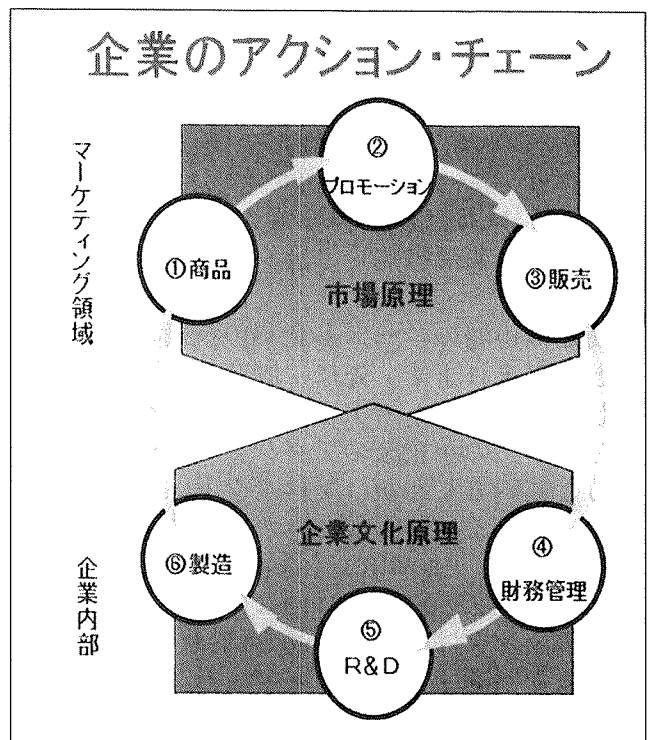 企業のアクション・チェーン
マーケティング領域
②
プロモーション
①商品
③販売
市場原理
企業内部
企業文化原理
⑥製造
④
財務管理
⑤
R&D